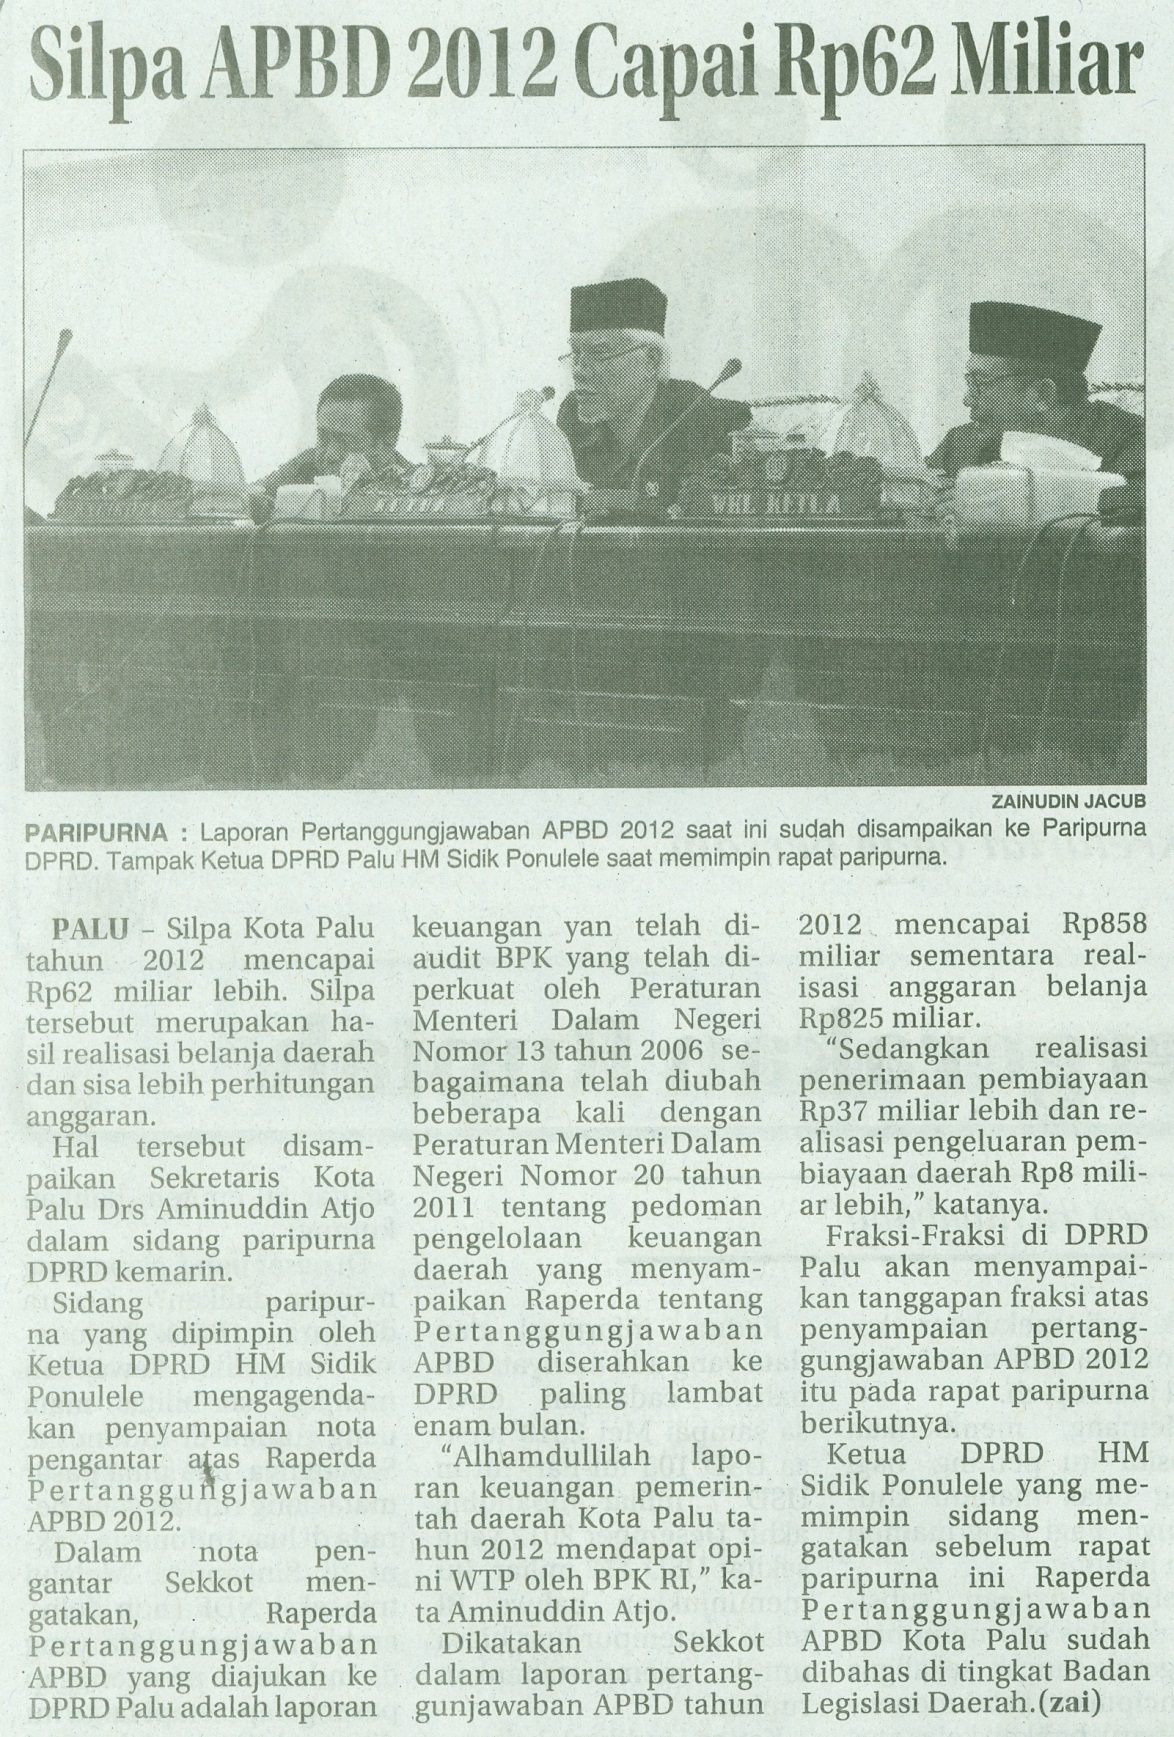 Silpa APBD 2012 Capai Rp62 Miliar
KETUA
WKL KETUA
ZAINUDIN JACUB
PARIPURNA : Laporan Pertanggungjawaban APBD 2012 saat ini sudah disampaikan ke Paripurna
DPRD. Tampak Ketua DPRD Palu HM Sidik Ponulele saat memimpin rapat paripurna.
PALU – Silpa Kota Palu
tahun 2012 mencapai
Rp62 miliar lebih. Silpa
tersebut merupakan ha-
sil realisasi belanja daerah
dan sisa lebih perhitungan
anggaran.
Hal tersebut disam-
paikan Sekretaris Kota
Palu Drs Aminuddin Atjo
dalam sidang paripurna
DPRD kemarin.
Sidang paripur-
na yang dipimpin oleh
Ketua DPRD HM Sidik
Ponulele mengagenda-
kan penyampaian nota
pengantar atas Raperda
Pertanggungjawaban
APBD 2012.
Dalam nota pen-
gantar Sekkot men-
gatakan, Raperda
Pertanggungjawaban
APBD yang diajukan ke
DPRD Palu adalah laporan
keuangan yan telah di-
audit BPK yang telah di-
perkuat oleh Peraturan
Menteri Dalam Negeri
Nomor 13 tahun 2006 se-
bagaimana telah diubah
beberapa kali dengan
Peraturan Menteri Dalam
Negeri Nomor 20 tahun
2011 tentang pedoman
pengelolaan keuangan
daerah yang menyam-
paikan Raperda tentang
Pertanggungjawaban
APBD diserahkan ke
DPRD paling lambat
enam bulan.
“Alhamdullilah lapo-
ran keuangan pemerin-
tah daerah Kota Palu ta-
hun 2012 mendapat opi-
ni WTP oleh BPK RI,” ka-
ta Aminuddin Atjo.
Dikatakan Sekkot
dalam laporan pertang-
gunjawaban APBD tahun
2012 mencapai Rp858
miliar sementara real-
isasi anggaran belanja
Rp825 miliar.
“Sedangkan realisasi
penerimaan pembiayaan
Rp37 miliar lebih dan re-
alisasi pengeluaran pem-
biayaan daerah Rp8 mili-
ar lebih,” katanya.
Fraksi-Fraksi di DPRD
Palu akan menyampai-
kan tanggapan fraksi atas
penyampaian pertang-
gungjawaban APBD 2012
itu pada rapat paripurna
berikutnya.
Ketua DPRD HM
Sidik Ponulele yang me-
mimpin sidang men-
gatakan sebelum rapat
paripurna ini Raperda
Pertanggungjawaban
APBD Kota Palu sudah
dibahas di tingkat Badan
Legislasi Daerah.(zai)